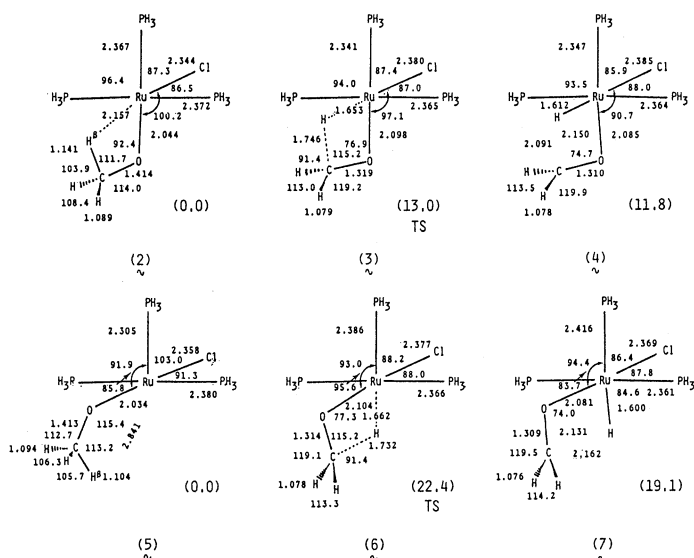 PH3
PH3
PH3
2.367
2.344
Cl
96.4
87.3
86.5
H3P
Ru
PH3
2.372
2.157
100.2
2.044
Hβ
1.141
92.4
103.9
111.7
O
C
1.414
H
114.0
108.4
H
1.089
(0.0)
(2)
2.341
2.380
Cl
94.0
87.4
87.0
H3P
Ru
PH3
2.365
1.653
H
97.1
2.098
1.746
76.9
91.4
115.2
O
H
C
1.319
113.0
119.2
H
1.079
(13.0)
TS
(3)
2.347
2.385
Cl
93.5
85.9
88.0
H3P
Ru
PH3
2.364
1.612
H
90.7
2.150
2.085
2.091
74.7
O
H
C
1.310
113.5
119.9
H
1.078
(11.8)
(4)
PH3
PH3
PH3
2.305
2.358
Cl
91.9
103.0
91.3
H3P
Ru
PH3
85.8
2.380
2.034
O
1.413
115.4
112.7
2.841
1.094
H
C
113.2
106.3
H
105.7
Hβ
1.104
(0.0)
(5)
2.386
2.377
Cl
93.0
88.2
88.0
H3P
Ru
PH3
95.6
2.366
2.104
1.662
O
77.3
H
1.314
115.2
1.732
119.1
C
91.4
1.078
H
H
113.3
(22.4)
TS
(6)
2.416
2.369
Cl
94.4
86.4
87.8
H3P
Ru
PH3
83.7
84.6
2.361
2.081
1.600
O
74.0
H
1.309
2.131
119.5
C
2.162
1.076
H
H
114.2
(19.1)
(7)